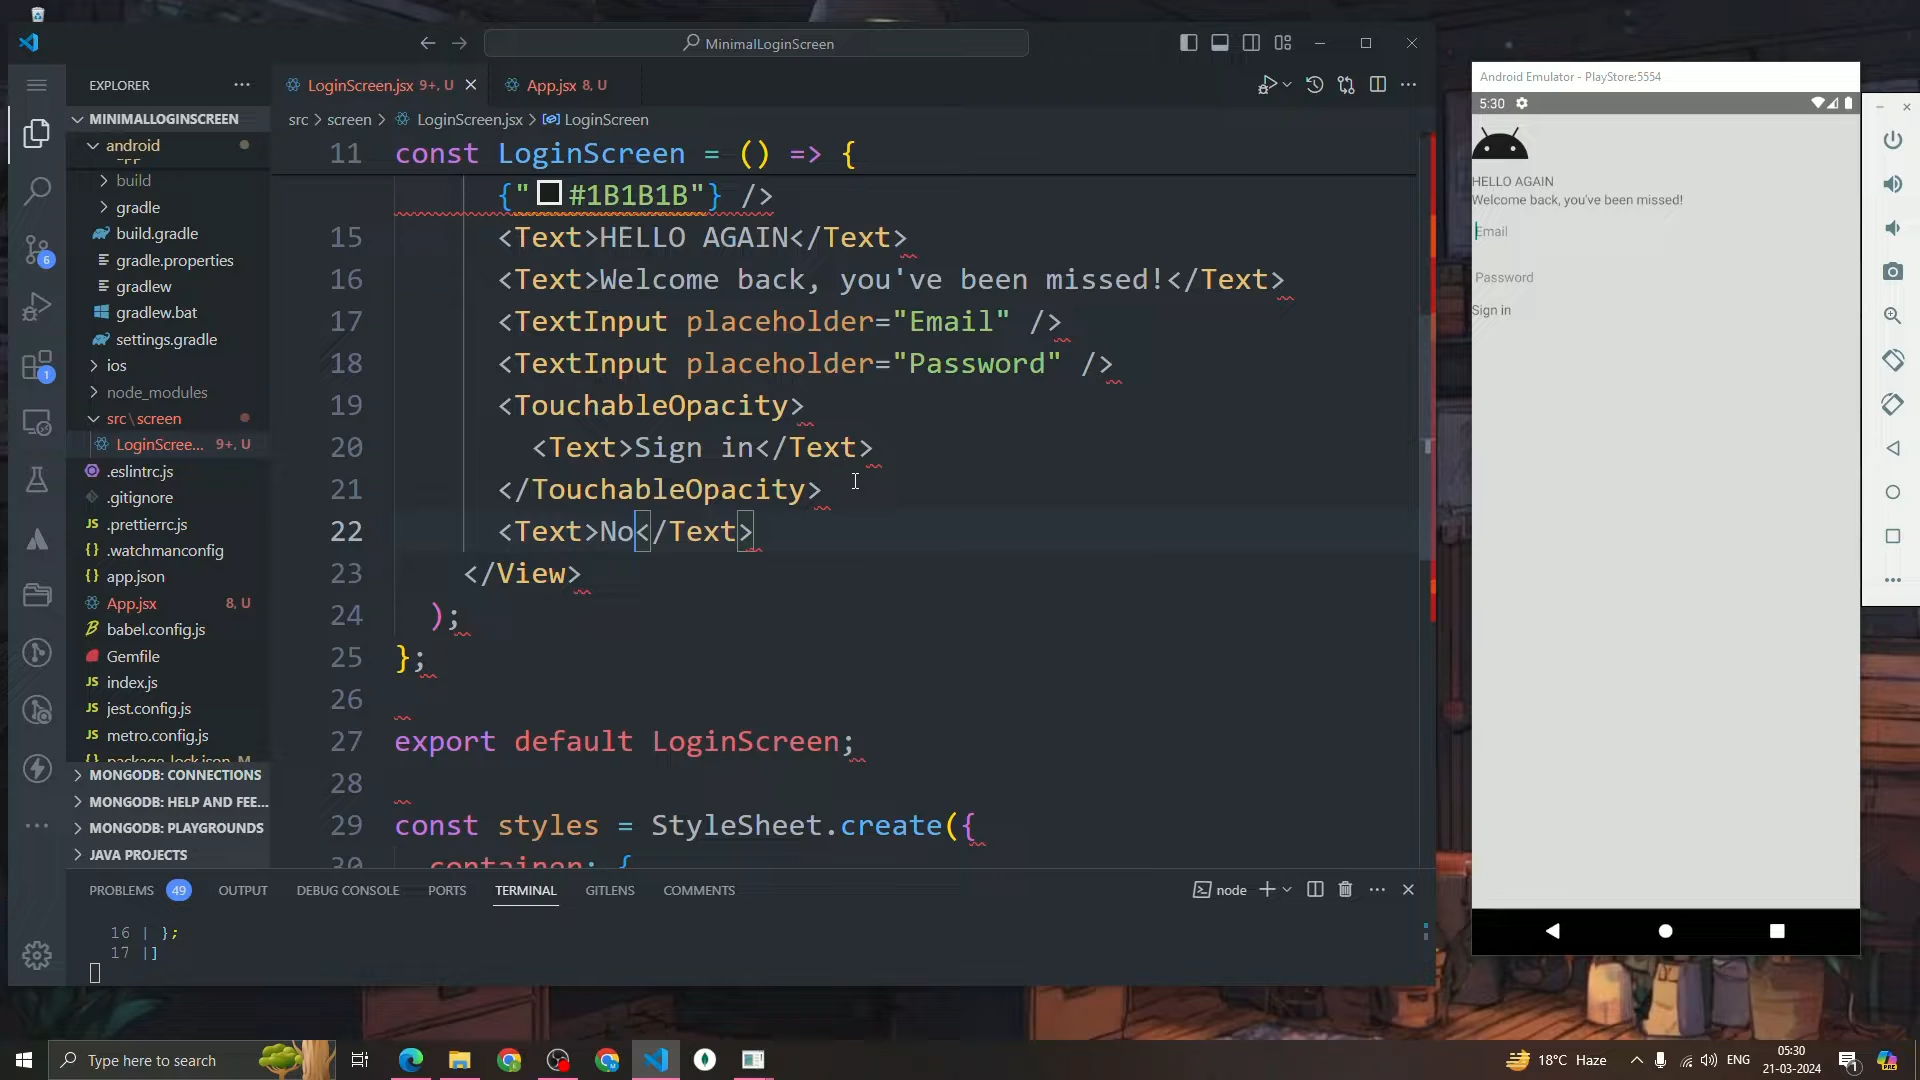 MinimalLoginScreen
EXPLORER
MINIMALLOGINSCREEN
android
build
gradle
build.gradle
gradle.properties
gradlew
gradlew.bat
settings.gradle
ios
node_modules
src\screen
LoginScree... 9+, U
.eslintrc.js
.gitignore
.prettierrc.js
.watchmanconfig
app.json
App.jsx 8, U
babel.config.js
Gemfile
index.js
jest.config.js
metro.config.js
package-lock.json M
MONGODB: CONNECTIONS
MONGODB: HELP AND FEE...
MONGODB: PLAYGROUNDS
JAVA PROJECTS
6
1
LoginScreen.jsx 9+, U
App.jsx 8, U
src > screen > LoginScreen.jsx > LoginScreen
11 const LoginScreen = () => {
{"#1B1B1B"} />
15 <Text>HELLO AGAIN</Text>
16 <Text>Welcome back, you've been missed!</Text>
17 <TextInput placeholder="Email" />
18 <TextInput placeholder="Password" />
19 <TouchableOpacity>
20 <Text>Sign in</Text>
21 </TouchableOpacity>
22 <Text>No</Text>
23 </View>
24 );
25 };
26
27 export default LoginScreen;
28
29 const styles = StyleSheet.create({
30 container: {
PROBLEMS 49 OUTPUT DEBUG CONSOLE PORTS TERMINAL GITLENS COMMENTS
node
16 | };
17 |]
Android Emulator - PlayStore:5554
5:30
HELLO AGAIN
Welcome back, you've been missed!
Email
Password
Sign in
Type here to search
18°C Haze
ENG
05:30
21-03-2024
1